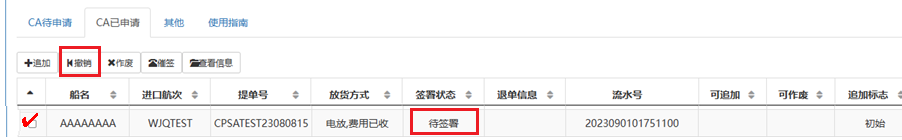 CA待申请 CA已申请 其他 使用指南
追加 撤销 作废 催签 查看信息
船名 进口航次 提单号 放货方式 签署状态 退单信息 流水号 可追加 可作废 追加标志
AAAAAAAA WJQTEST CPSATEST23080815 电放,费用已收 待签署 2023090101751100 初始